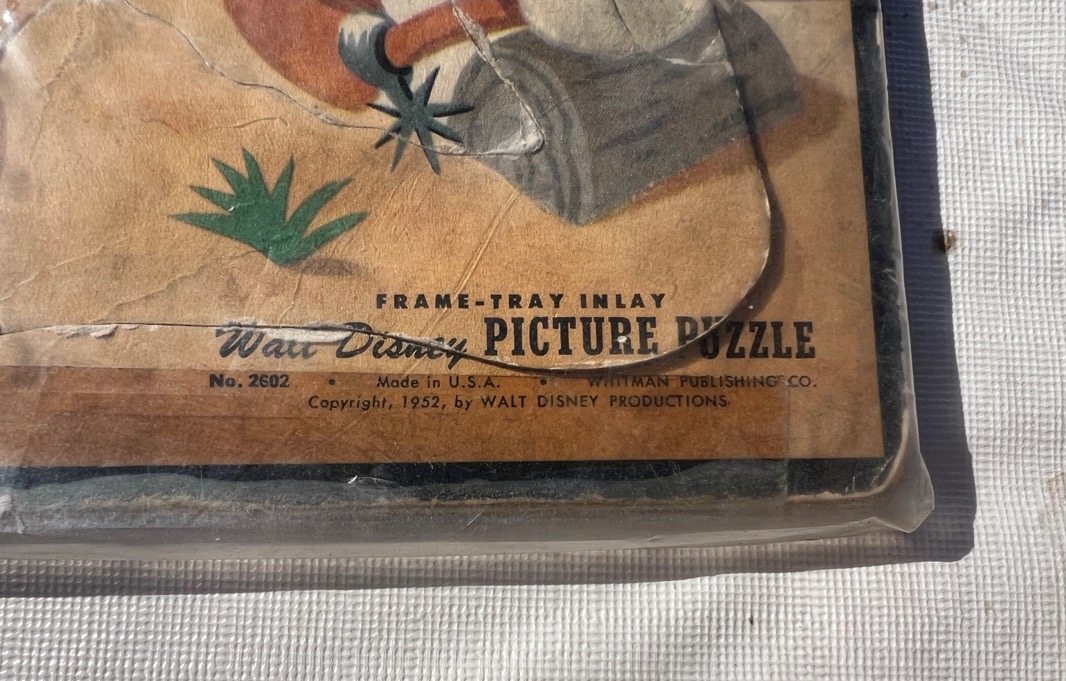 FRAME-TRAY INLAY
Walt Disney PICTURE PUZZLE
No. 2602 • Made in U.S.A. • WHITMAN PUBLISHING CO.
Copyright, 1952, by WALT DISNEY PRODUCTIONS